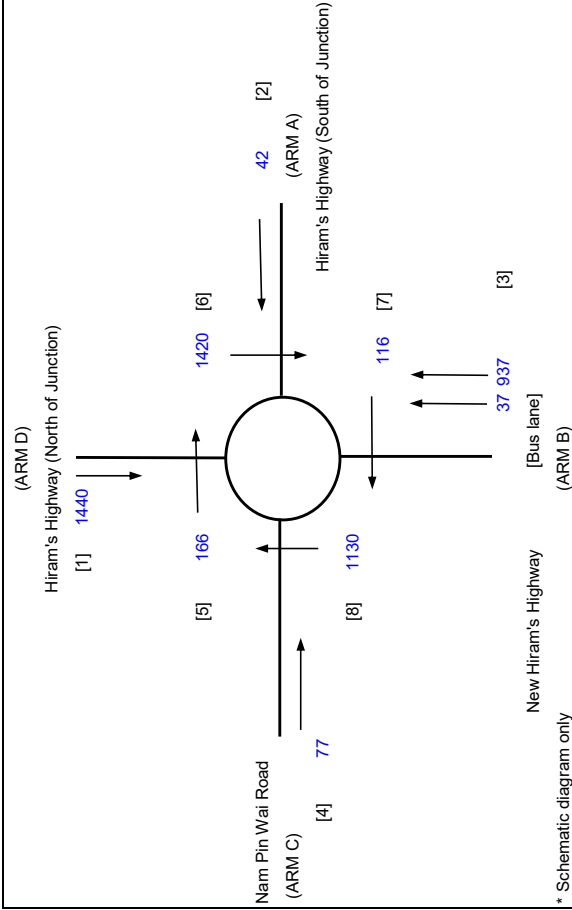 (ARM D)
Hiram's Highway (North of Junction)
[1]
1440
[5]
166
1420
[6]
42
[2]
(ARM A)
Hiram's Highway (South of Junction)
Nam Pin Wai Road
(ARM C)
[4]
77
[8]
1130
116
[7]
37 937
[3]
[Bus lane]
(ARM B)
New Hiram's Highway
* Schematic diagram only